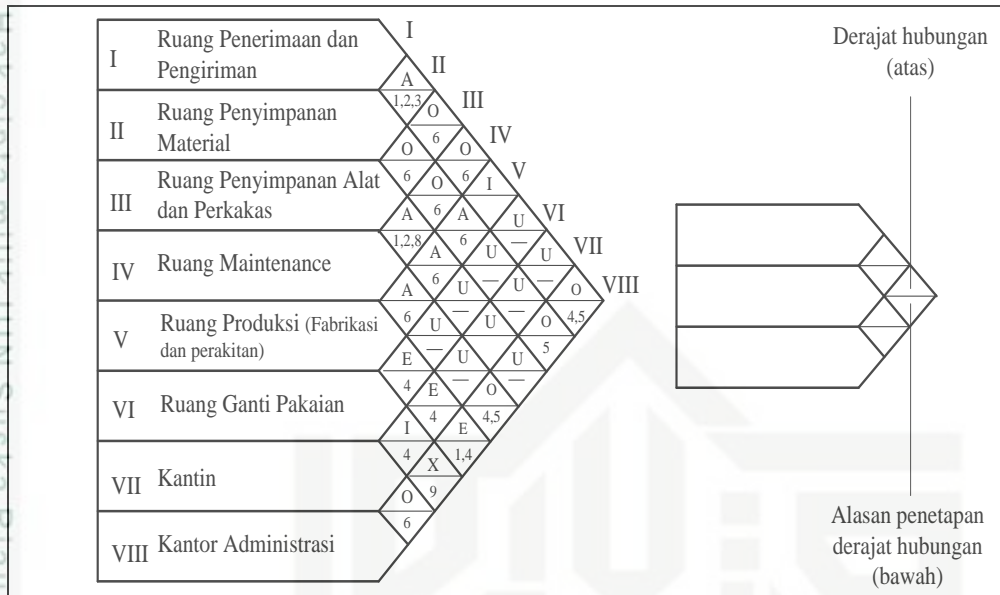 I
Ruang Penerimaan dan
Pengiriman
II
Ruang Penyimpanan
Material
III
Ruang Penyimpanan Alat
dan Perkakas
IV
Ruang Maintenance
V
Ruang Produksi (Fabrikasi
dan perakitan)
VI
Ruang Ganti Pakaian
VII
Kantin
VIII
Kantor Administrasi
I
II
III
IV
V
VI
VII
VIII
A
1,2,3 O
6
O O
6 O 6 I
A 6 A U
1,2,8 A 6 U — U
A 6 U — U — O
6 U — U — O 4,5
E — U — U 5
4 E — O —
I 4 E 4,5
4 X 1,4
O 9
6
Derajat hubungan
(atas)
Alasan penetapan
derajat hubungan
(bawah)